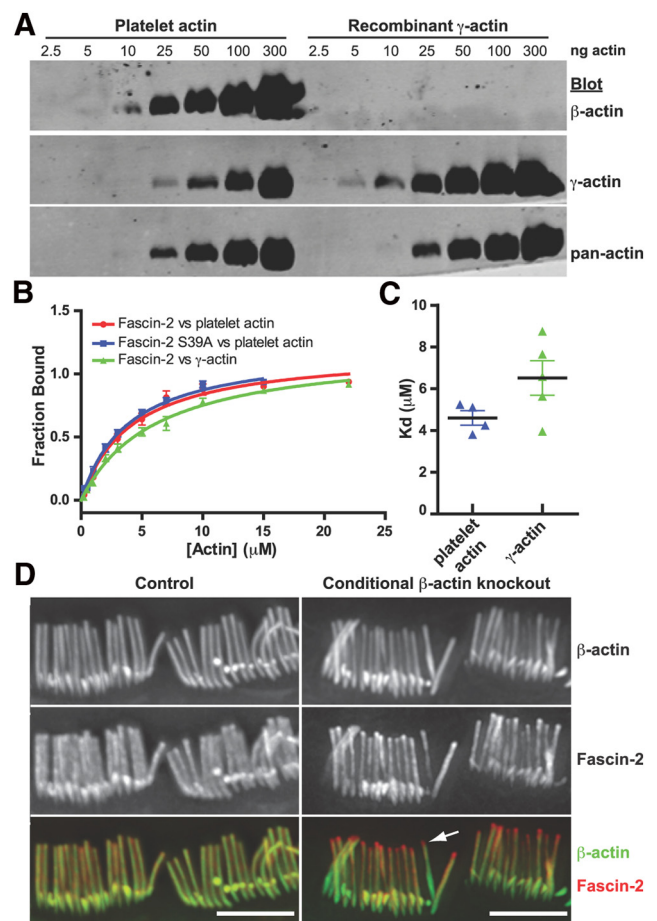 A
Platelet actin Recombinant γ-actin
2.5 5 10 25 50 100 300 2.5 5 10 25 50 100 300 ng actin
Blot
β-actin
γ-actin
pan-actin
B
Fraction Bound
1.5
1.0
0.5
0.0
Fascin-2 vs platelet actin
Fascin-2 S39A vs platelet actin
Fascin-2 vs γ-actin
0 5 10 15 20 25
[Actin] (μM)
C
Kd (μM)
10
8
6
4
2
0
platelet
actin
γ-actin
D
Control Conditional β-actin knockout
β-actin
Fascin-2
β-actin
Fascin-2